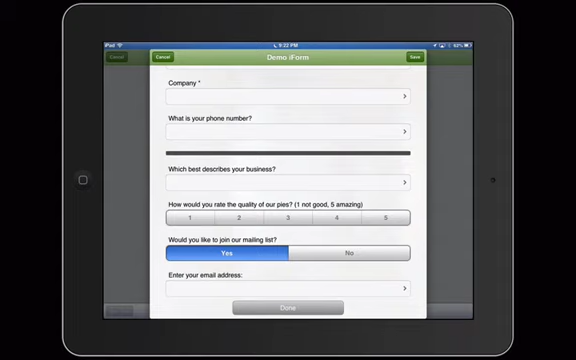 iPad 9:22 PM 92%
Cancel Demo iForm Save
Company *
What is your phone number?
Which best describes your business?
How would you rate the quality of our pies? (1 not good, 5 amazing)
1 2 3 4 5
Would you like to join our mailing list?
Yes No
Enter your email address:
Done